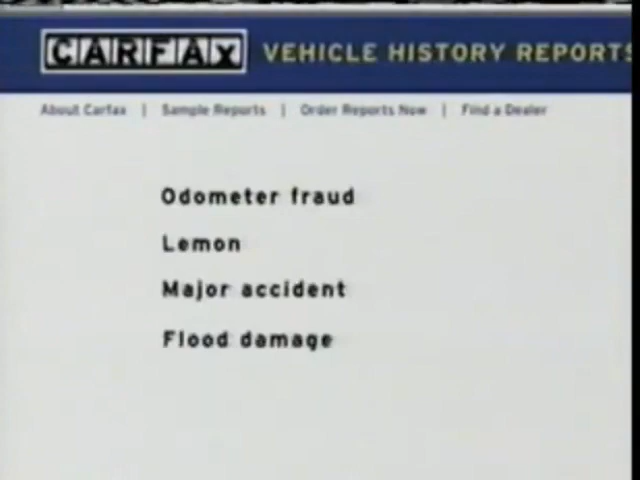 CARFAX VEHICLE HISTORY REPORTS
About Carfax | Sample Reports | Order Reports Now | Find a Dealer
Odometer fraud
Lemon
Major accident
Flood damage